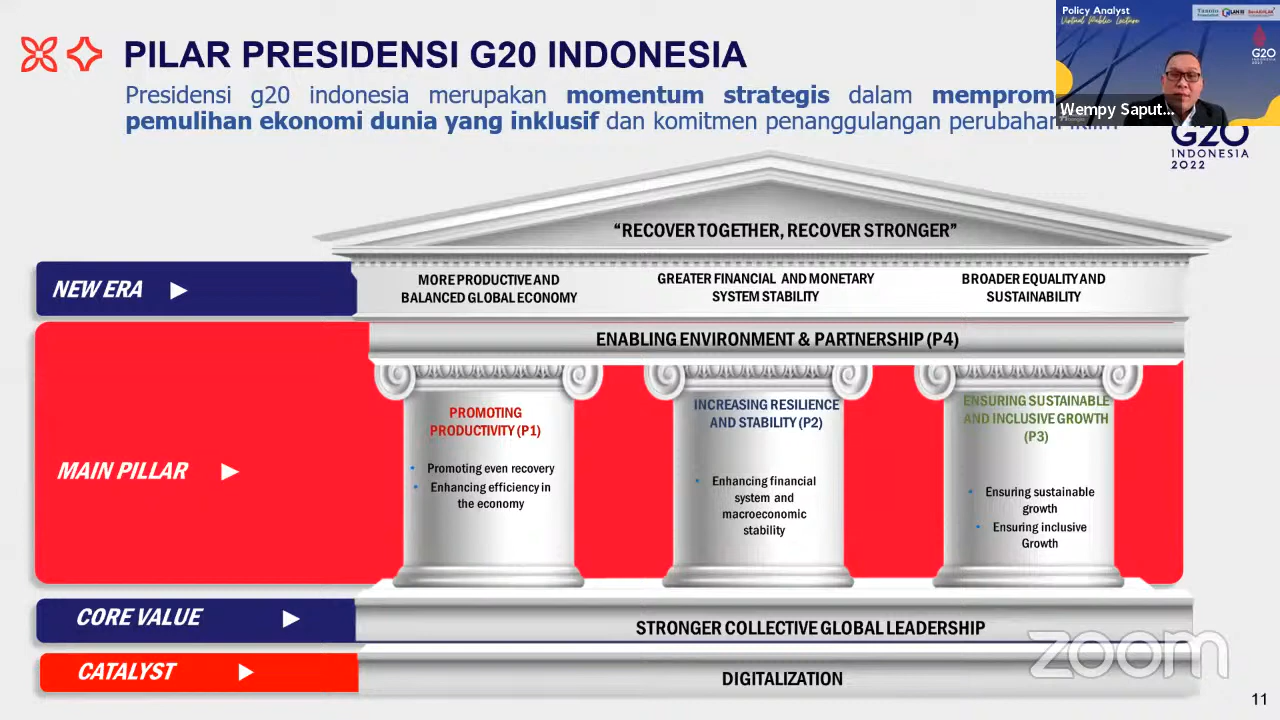 PILAR PRESIDENSI G20 INDONESIA
Presidensi g20 indonesia merupakan momentum strategis dalam memprom
pemulihan ekonomi dunia yang inklusif dan komitmen penanggulangan perubahan iklim
Policy Analyst
Virtual Public Lecture
G20
Wempy Saput...
G20
INDONESIA
2022
“RECOVER TOGETHER, RECOVER STRONGER”
NEW ERA
MORE PRODUCTIVE AND
BALANCED GLOBAL ECONOMY
GREATER FINANCIAL AND MONETARY
SYSTEM STABILITY
BROADER EQUALITY AND
SUSTAINABILITY
ENABLING ENVIRONMENT & PARTNERSHIP (P4)
MAIN PILLAR
PROMOTING
PRODUCTIVITY (P1)
• Promoting even recovery
• Enhancing efficiency in
the economy
INCREASING RESILIENCE
AND STABILITY (P2)
• Enhancing financial
system and
macroeconomic
stability
ENSURING SUSTAINABLE
AND INCLUSIVE GROWTH
(P3)
• Ensuring sustainable
growth
• Ensuring inclusive
Growth
CORE VALUE
STRONGER COLLECTIVE GLOBAL LEADERSHIP
CATALYST
DIGITALIZATION
zoom
11